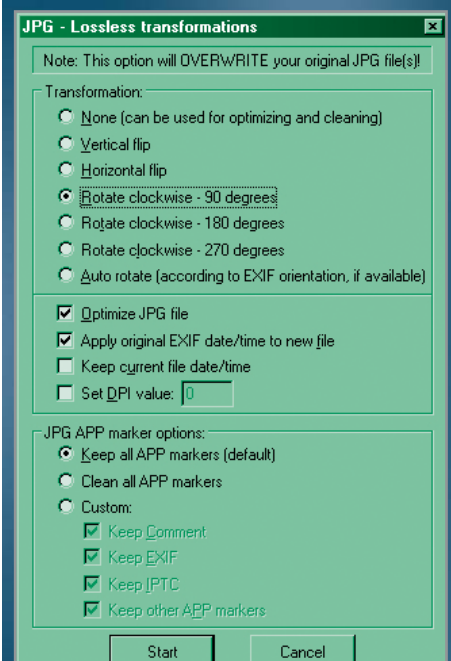 JPG - Lossless transformations
Note: This option will OVERWRITE your original JPG file(s)!
Transformation:
None (can be used for optimizing and cleaning)
Vertical flip
Horizontal flip
Rotate clockwise - 90 degrees
Rotate clockwise - 180 degrees
Rotate clockwise - 270 degrees
Auto rotate (according to EXIF orientation, if available)
Optimize JPG file
Apply original EXIF date/time to new file
Keep current file date/time
Set DPI value: 0
JPG APP marker options:
Keep all APP markers (default)
Clean all APP markers
Custom:
Keep Comment
Keep EXIF
Keep IPTC
Keep other APP markers
Start Cancel